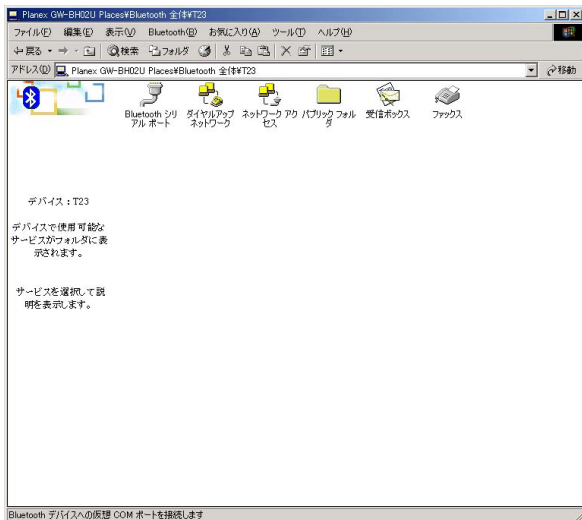 Planex GW-BH02U Places¥Bluetooth 全体¥T23
ファイル(F) 編集(E) 表示(V) Bluetooth(B) お気に入り(A) ツール(T) ヘルプ(H)
戻る 検索 フォルダ
アドレス(D) Planex GW-BH02U Places¥Bluetooth 全体¥T23 移動
Bluetooth シリ
アル ポート
ダイヤルアップ
ネットワーク
ネットワーク アク
セス
パブリック フォル
ダ
受信ボックス
ファックス
デバイス : T23
デバイスで使用可能な
サービスがフォルダに表
示されます。
サービスを選択して説
明を表示します。
Bluetooth デバイスへの仮想 COM ポートを接続します